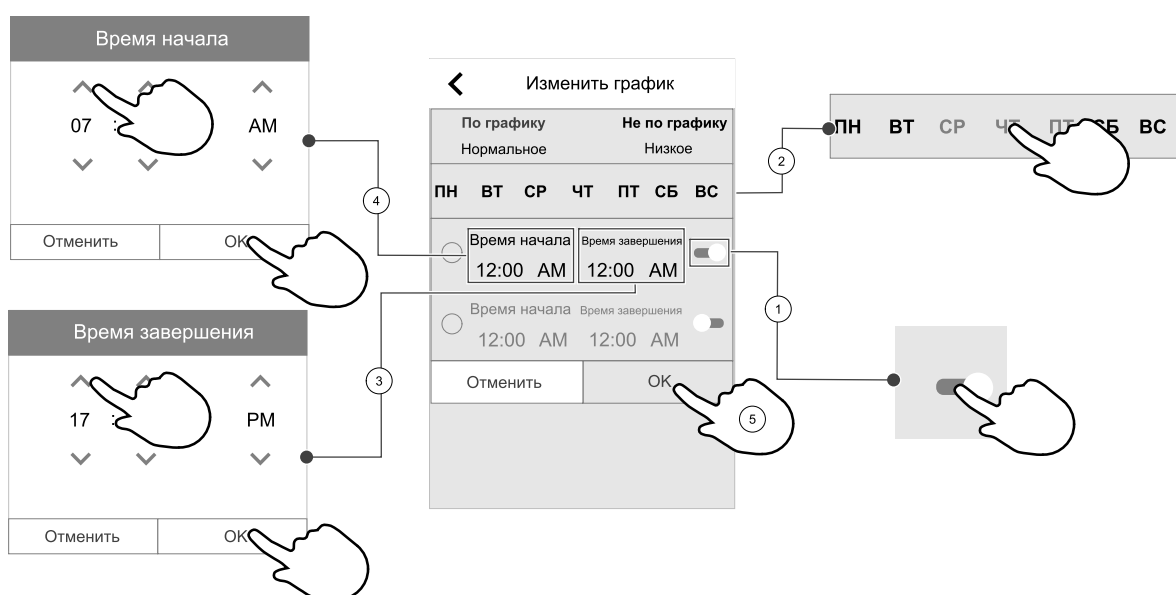 Время начала
07 :
AM
Отменить
OK
4
Время завершения
17 :
PM
Отменить
OK
3
Изменить график
По графику Не по графику
Нормальное Низкое
ПН ВТ СР ЧТ ПТ СБ ВС
Время начала Время завершения
12:00 AM 12:00 AM
Время начала Время завершения
12:00 AM 12:00 AM
Отменить OK
5
2
ПН ВТ СР ЧТ ПТ СБ ВС
1